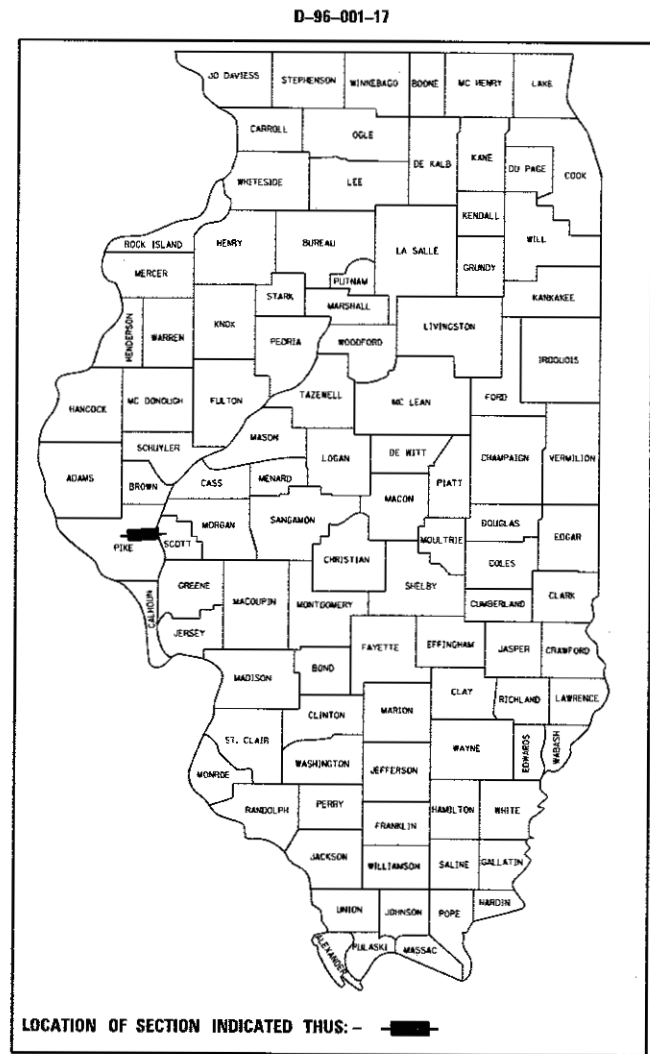 D-96-001-17
JO DAVIESS STEPHENSON WINNEBAGO BOONE MC HENRY LAKE
CARROLL OGLE
DE KALB KANE DU PAGE COOK
WHITESIDE LEE
KENDALL WILL
ROCK ISLAND HENRY BUREAU LA SALLE GRUNDY
MERCER PUTNAM
STARK MARSHALL KANKAKEE
HENDERSON WARREN KNOX PEORIA WOODFORD LIVINGSTON IROQUOIS
HANCOCK MC DONOUGH FULTON TAZEWELL MC LEAN FORD
MASON
SCHUYLER LOGAN DE WITT CHAMPAIGN VERMILION
ADAMS BROWN CASS MENARD PIATT
MACON
PIKE SCOTT MORGAN SANGAMON MOULTRIE DOUGLAS EDGAR
CHRISTIAN COLES
GREENE SHELBY
CALHOUN MACOUPIN MONTGOMERY CUMBERLAND CLARK
JERSEY
FAYETTE EFFINGHAM JASPER CRAWFORD
MADISON BOND
CLAY RICHLAND LAWRENCE
CLINTON MARION
ST. CLAIR WAYNE EDWARDS WABASH
MONROE WASHINGTON JEFFERSON
RANDOLPH PERRY HAMILTON WHITE
FRANKLIN
JACKSON WILLIAMSON SALINE GALLATIN
UNION JOHNSON POPE HARDIN
ALEXANDER PULASKI MASSAC
LOCATION OF SECTION INDICATED THUS: -